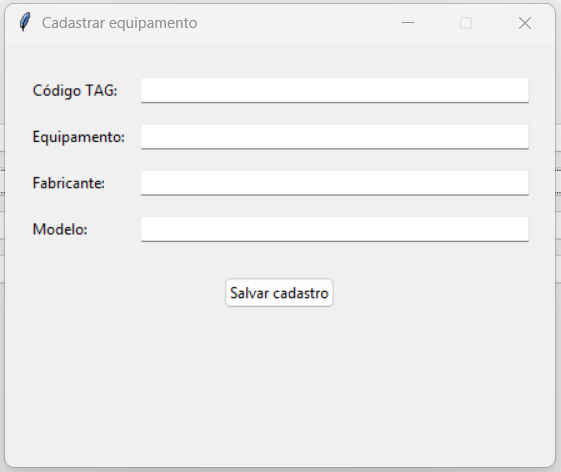 Cadastrar equipamento
Código TAG:
Equipamento:
Fabricante:
Modelo:
Salvar cadastro